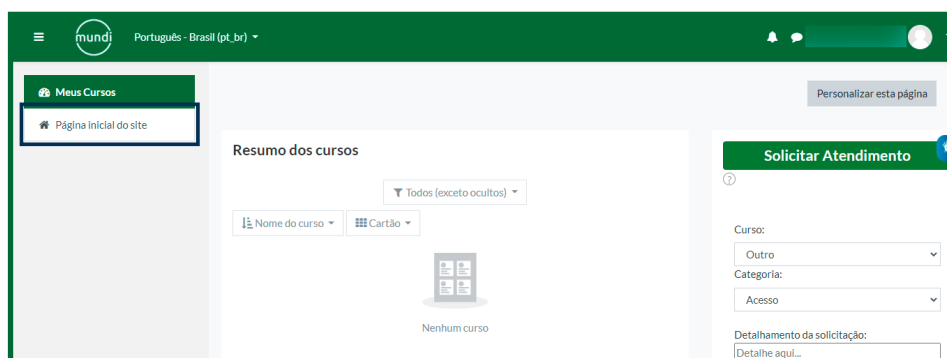 mundi
Português - Brasil (pt_br)
Meus Cursos
Página inicial do site
Personalizar esta página
Resumo dos cursos
Todos (exceto ocultos)
Nome do curso
Cartão
Nenhum curso
Solicitar Atendimento
?
Curso:
Outro
Categoria:
Acesso
Detalhamento da solicitação:
Detalhe aqui...